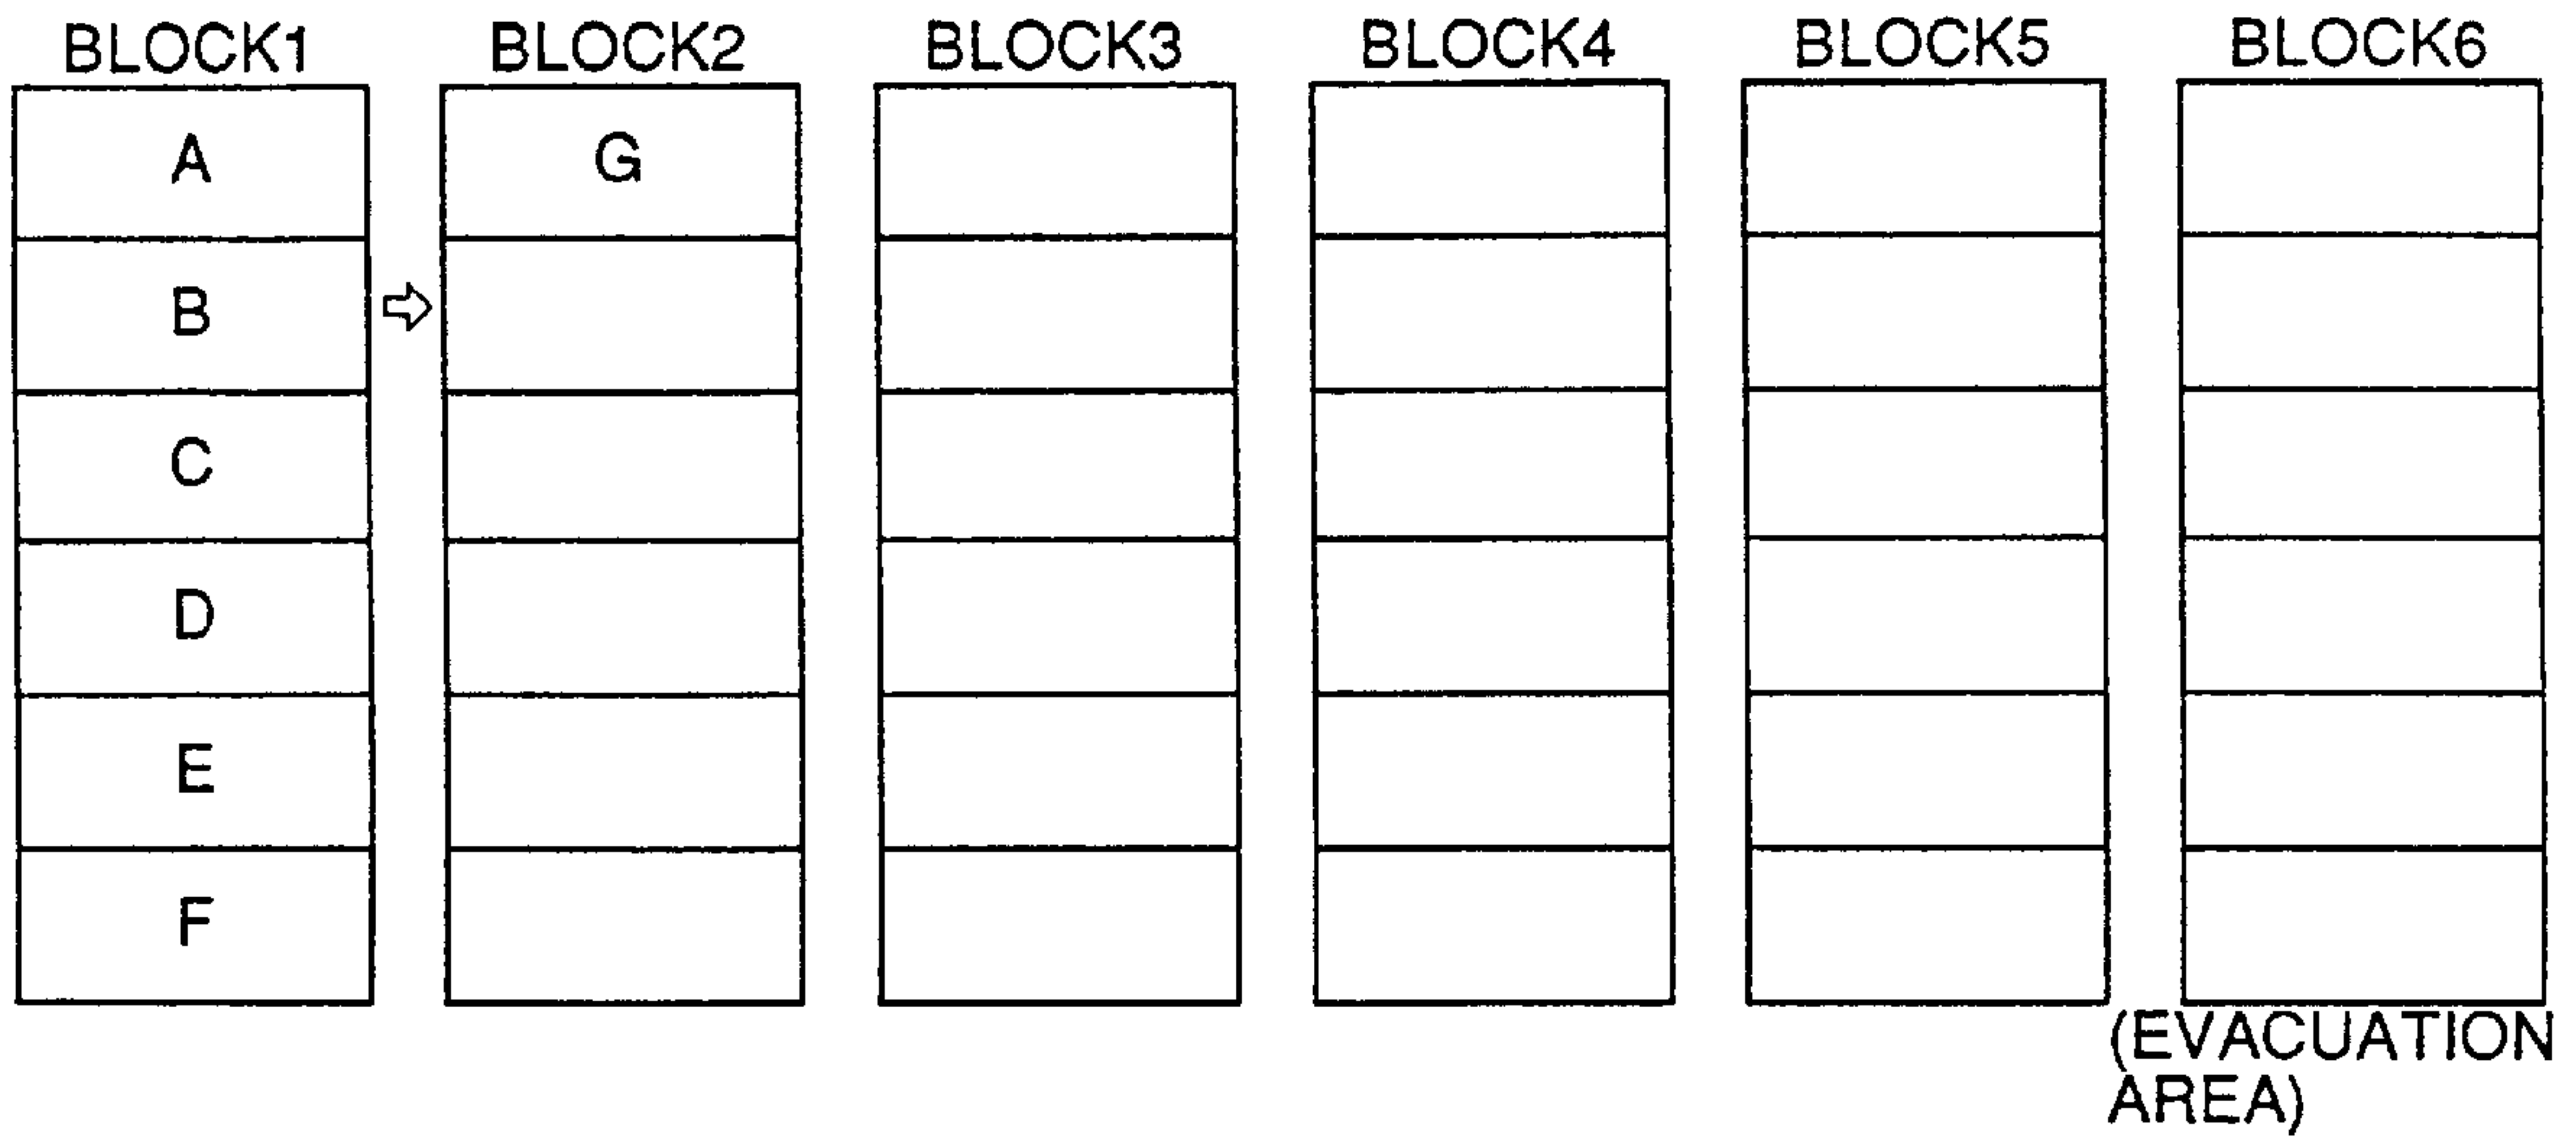 BLOCK1 BLOCK2 BLOCK3 BLOCK4 BLOCK5 BLOCK6
A G
B
C
D
E
F
(EVACUATION
AREA)